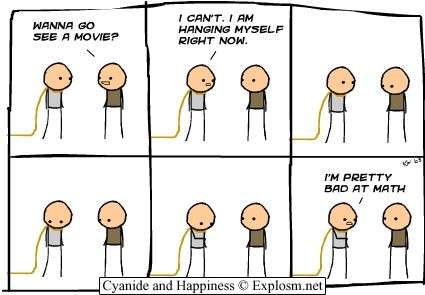 WANNA GO
SEE A MOVIE?
I CAN'T. I AM
HANGING MYSELF
RIGHT NOW.
I'M PRETTY
BAD AT MATH
Cyanide and Happiness © Explosm.net